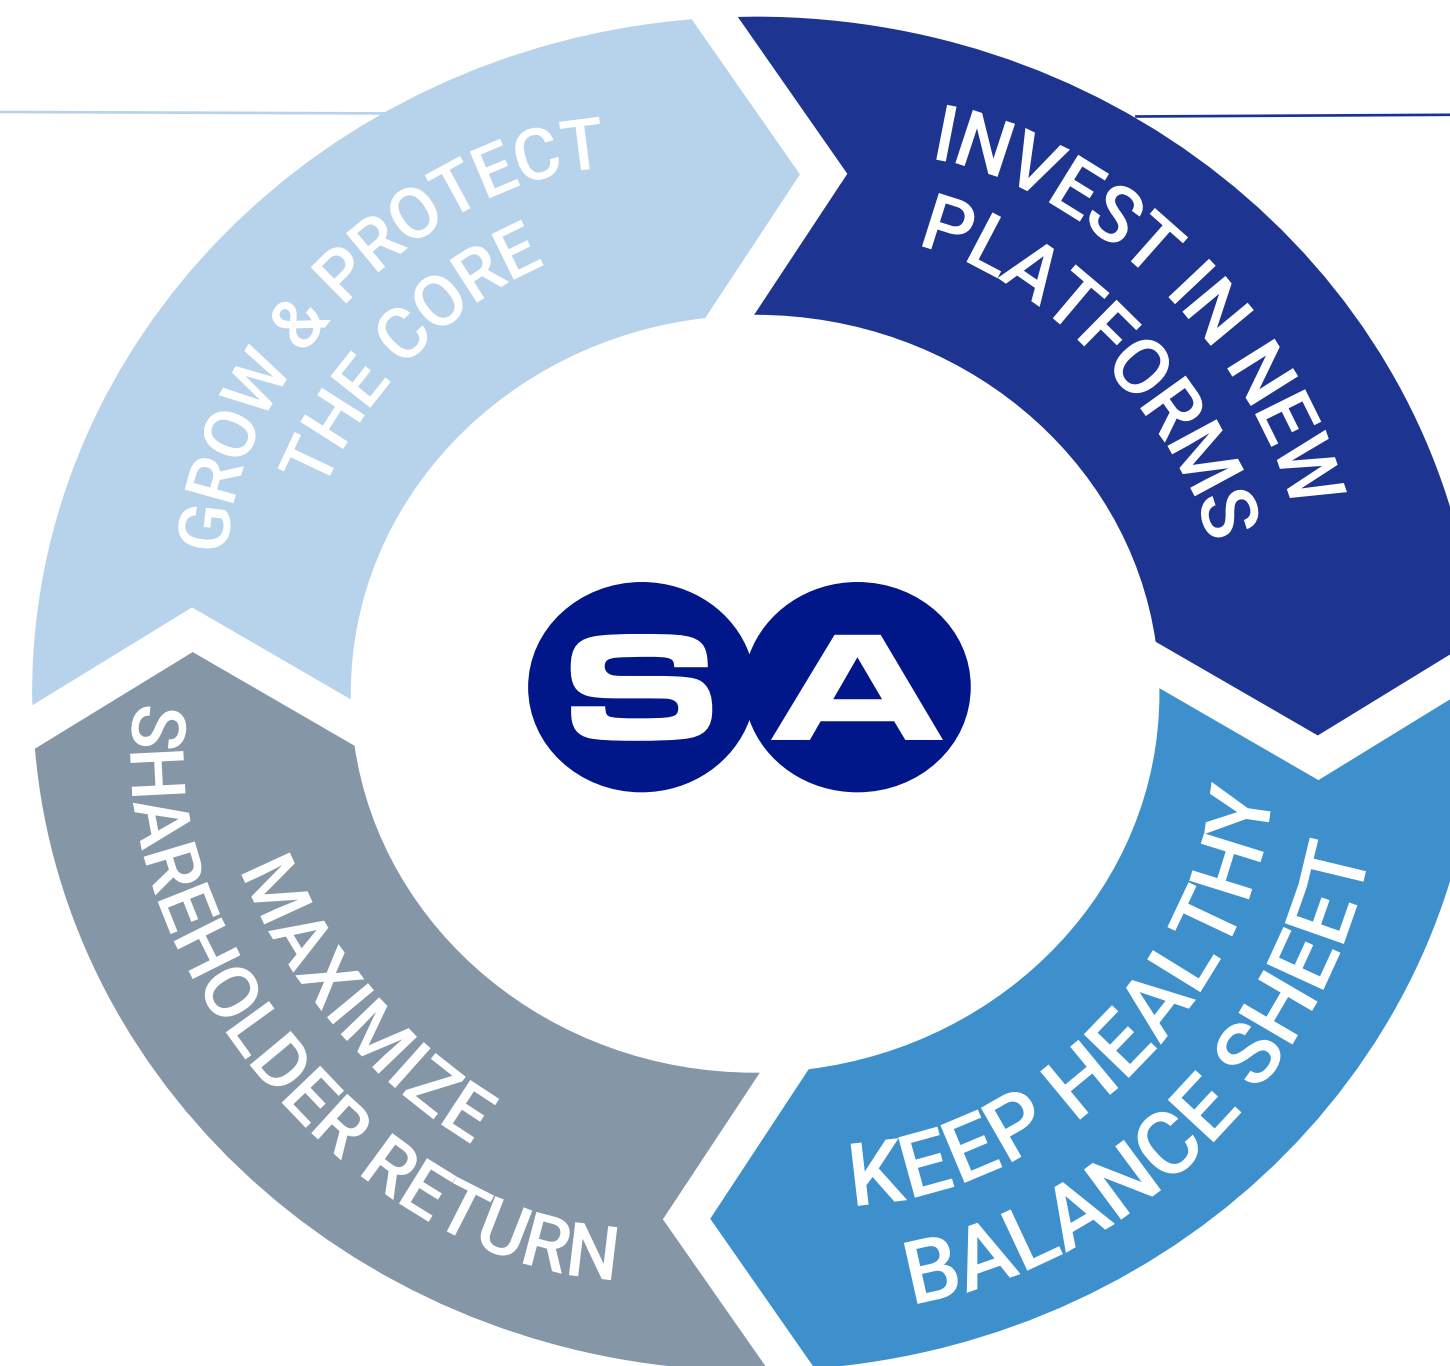 GROW & PROTECT
THE CORE
INVEST IN NEW
PLATFORMS
SA
KEEP HEALTHY
BALANCE SHEET
MAXIMIZE
SHAREHOLDER RETURN